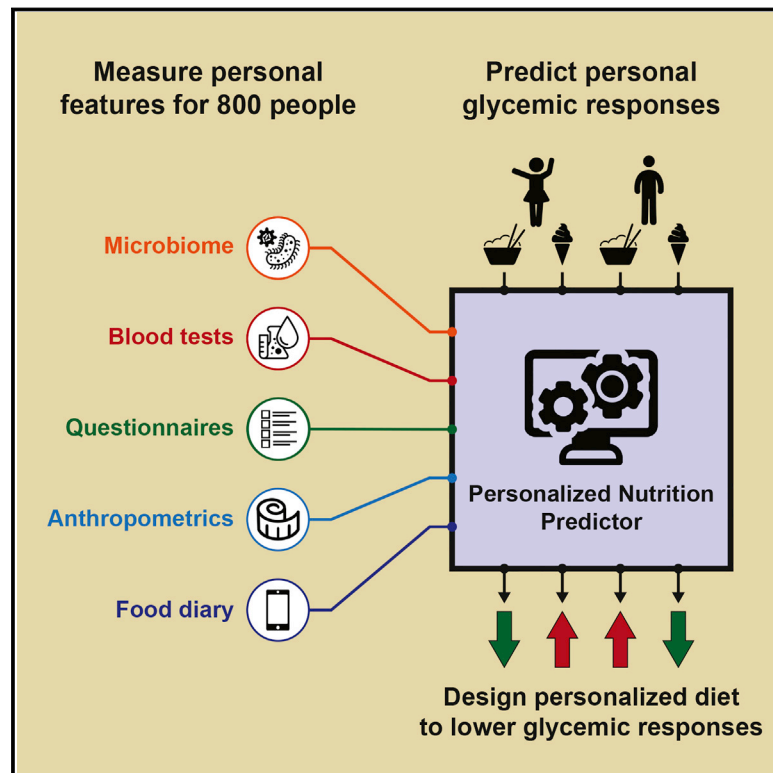 Measure personal
features for 800 people
Predict personal
glycemic responses
Microbiome
Blood tests
Questionnaires
Anthropometrics
Food diary
Personalized Nutrition
Predictor
Design personalized diet
to lower glycemic responses